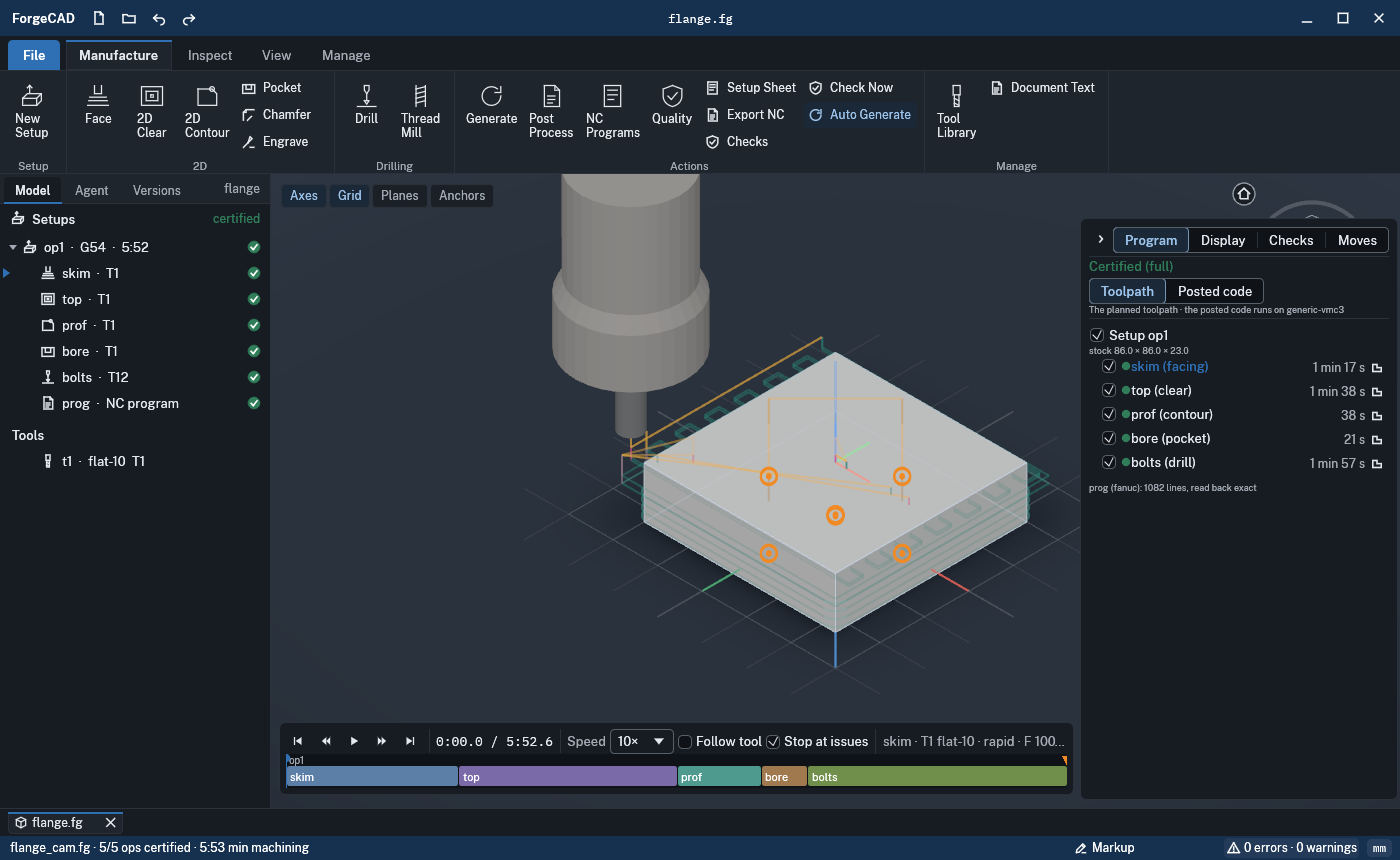 ForgeCAD
flange.fg
File
Manufacture
Inspect
View
Manage
New Setup
Face
2D Clear
2D Contour
Pocket
Chamfer
Engrave
Drill
Thread Mill
Generate
Post Process
NC Programs
Quality
Setup Sheet
Export NC
Checks
Check Now
Auto Generate
Tool Library
Document Text
Setup
2D
Drilling
Actions
Manage
Model
Agent
Versions
flange
Setups
certified
op1 · G54 · 5:52
skim · T1
top · T1
prof · T1
bore · T1
bolts · T12
prog · NC program
Tools
t1 · flat-10 T1
Axes
Grid
Planes
Anchors
Program
Display
Checks
Moves
Certified (full)
Toolpath
Posted code
The planned toolpath · the posted code runs on generic-vmc3
Setup op1
stock 86.0 × 86.0 × 23.0
skim (facing) 1 min 17 s
top (clear) 1 min 38 s
prof (contour) 38 s
bore (pocket) 21 s
bolts (drill) 1 min 57 s
prog (fanuc): 1082 lines, read back exact
0:00.0 / 5:52.6
Speed
10×
Follow tool
Stop at issues
skim · T1 flat-10 · rapid · F 100...
op1
skim
top
prof
bore
bolts
flange.fg
flange_cam.fg · 5/5 ops certified · 5:53 min machining
Markup
0 errors · 0 warnings
mm